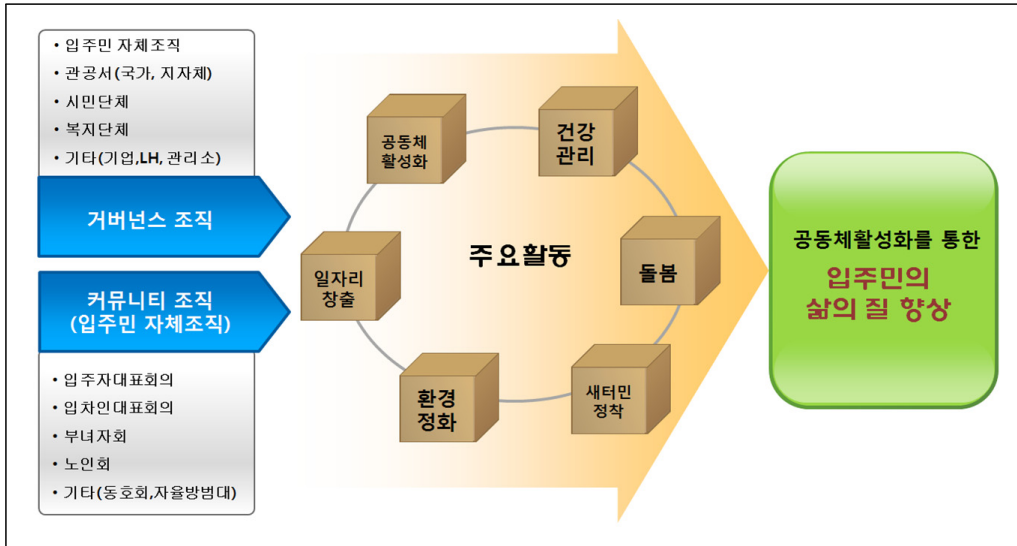 • 입주민 자체조직
• 관공서(국가, 지자체)
• 시민단체
• 복지단체
• 기타(기업,LH, 관리소)
거버넌스 조직
커뮤니티 조직
(입주민 자체조직)
• 입주자대표회의
• 입차인대표회의
• 부녀자회
• 노인회
• 기타(동호회,자율방범대)
공동체
활성화
건강
관리
일자리
창출
주요활동
돌봄
환경
정화
새터민
정착
공동체활성화를 통한
입주민의
삶의 질 향상